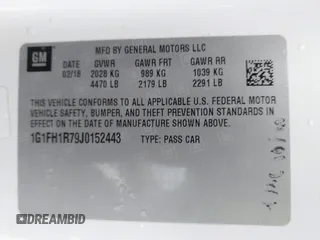 GM
MFD BY GENERAL MOTORS LLC
DATE GVWR GAWR FRT GAWR RR
02/18 2028 KG 989 KG 1039 KG
4470 LB 2179 LB 2291 LB
THIS VEHICLE CONFORMS TO ALL APPLICABLE U.S. FEDERAL MOTOR
VEHICLE SAFETY, BUMPER, AND THEFT PREVENTION STANDARDS IN
EFFECT ON THE DATE OF MANUFACTURE SHOWN ABOVE.
1G1FH1R79J0152443 TYPE: PASS CAR
DIDYOUBIDIT.COM